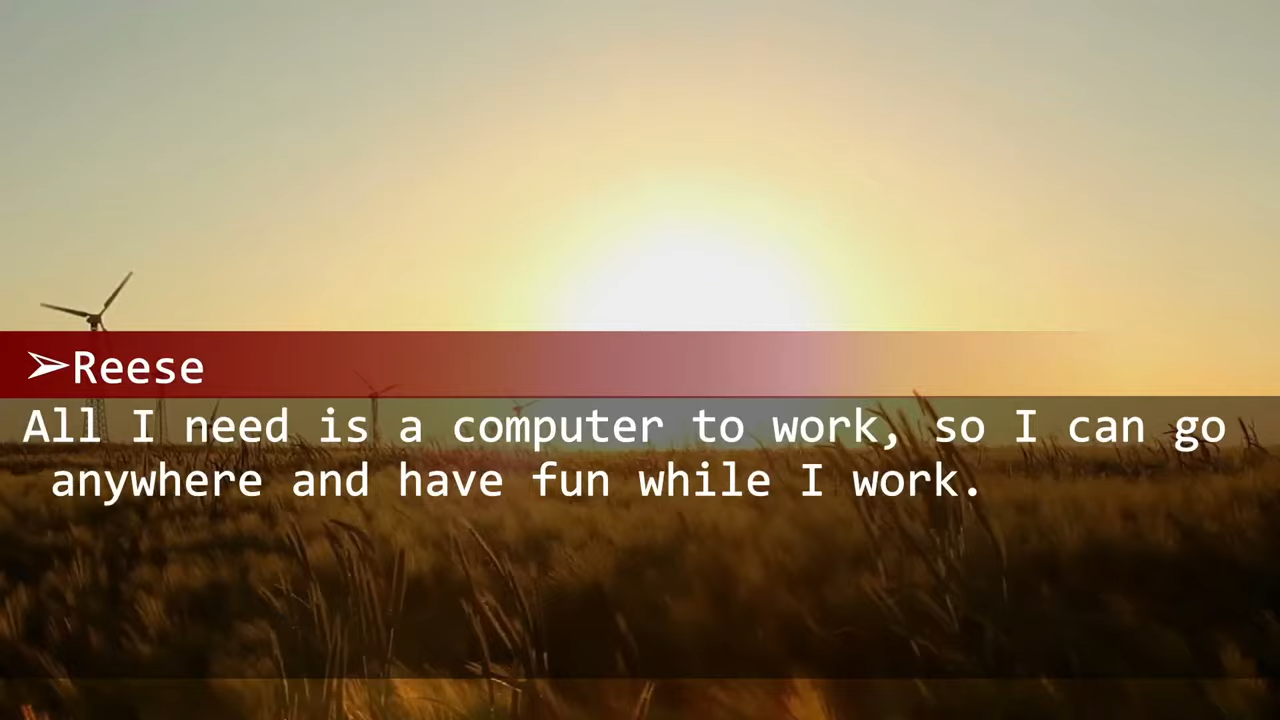 ➢Reese
All I need is a computer to work, so I can go
anywhere and have fun while I work.